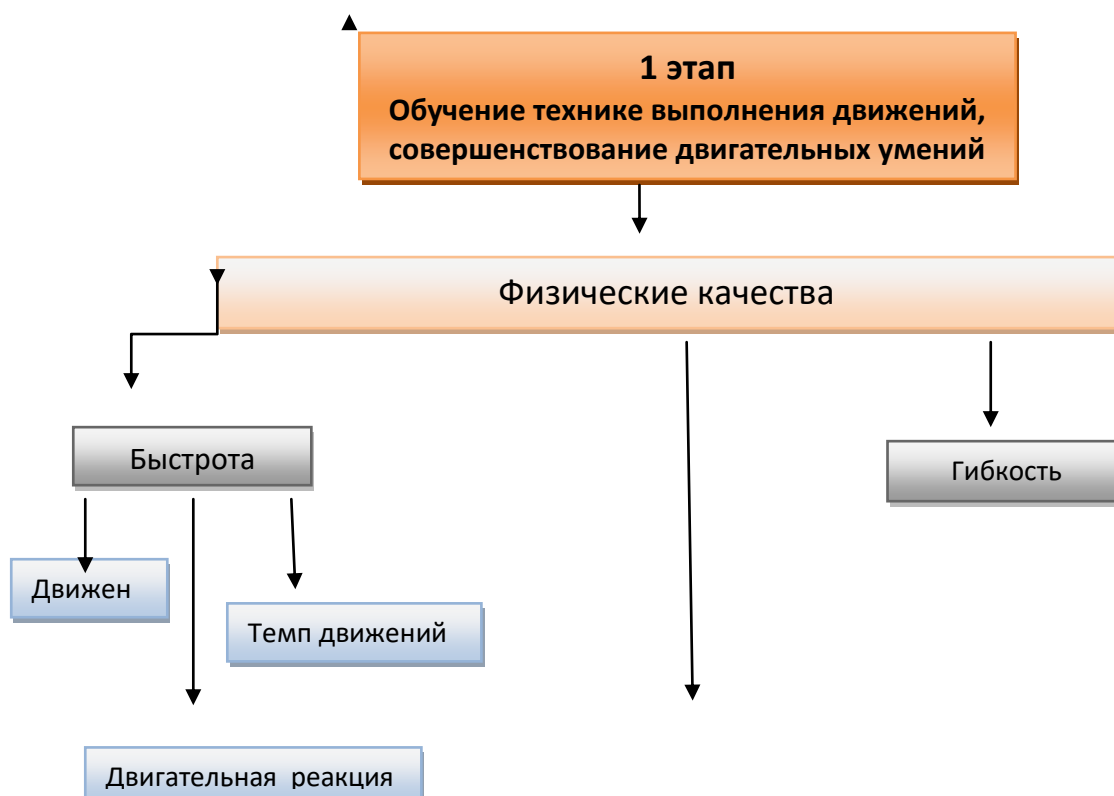 1 этап
Обучение технике выполнения движений,
совершенствование двигательных умений
Физические качества
Быстрота
Гибкость
Движен
Темп движений
Двигательная реакция